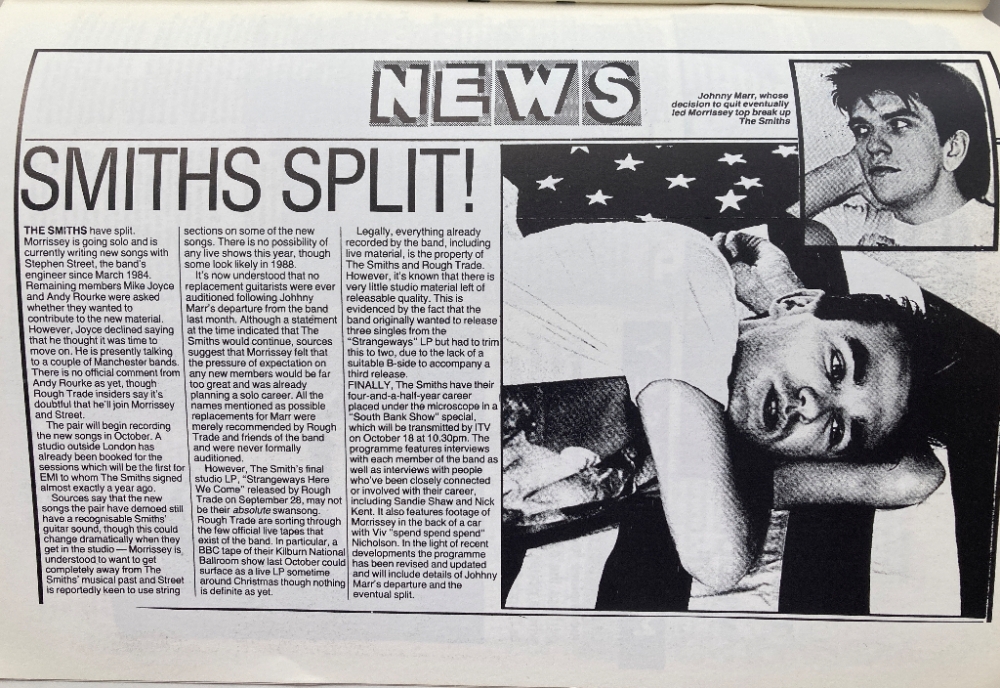 NEWS
Johnny Marr, whose
decision to quit eventually
led Morrissey top break up
The Smiths
SMITHS SPLIT!
THE SMITHS have split.
Morrissey is going solo and is
currently writing new songs with
Stephen Street, the band's
engineer since March 1984.
Remaining members Mike Joyce
and Andy Rourke were asked
whether they wanted to
contribute to the new material.
However, Joyce declined saying
that he thought it was time to
move on. He is presently talking
to a couple of Manchester bands.
There is no official comment from
Andy Rourke as yet, though
Rough Trade insiders say it's
doubtful that he'll join Morrissey
and Street.
The pair will begin recording
the new songs in October. A
studio outside London has
already been booked for the
sessions which will be the first for
EMI to whom The Smiths signed
almost exactly a year ago.
Sources say that the new
songs the pair have demoed still
have a recognisable Smiths'
guitar sound, though this could
change dramatically when they
get in the studio — Morrissey is
understood to want to get
completely away from The
Smiths' musical past and Street
is reportedly keen to use string
sections on some of the new
songs. There is no possibility of
any live shows this year, though
some look likely in 1988.
It's now understood that no
replacement guitarists were ever
auditioned following Johhny
Marr's departure from the band
last month. Although a statement
at the time indicated that The
Smiths would continue, sources
suggest that Morrissey felt that
the pressure of expectation on
any new members would be far
too great and was already
planning a solo career. All the
names mentioned as possible
replacements for Marr were
merely recommended by Rough
Trade and friends of the band
and were never formally
auditioned.
However, The Smith's final
studio LP, "Strangeways Here
We Come" released by Rough
Trade on September 28, may not
be their absolute swansong.
Rough Trade are sorting through
the few official live tapes that
exist of the band. In particular, a
BBC tape of their Kilburn National
Ballroom show last October could
surface as a live LP sometime
around Christmas though nothing
is definite as yet.
Legally, everything already
recorded by the band, including
live material, is the property of
The Smiths and Rough Trade.
However, it's known that there is
very little studio material left of
releasable quality. This is
evidenced by the fact that the
band originally wanted to release
three singles from the
"Strangeways" LP but had to trim
this to two, due to the lack of a
suitable B-side to accompany a
third release.
FINALLY, The Smiths have their
four-and-a-half-year career
placed under the microscope in a
"South Bank Show" special,
which will be transmitted by ITV
on October 18 at 10.30pm. The
programme features interviews
with each member of the band as
well as interviews with people
who've been closely connected
or involved with their career,
including Sandie Shaw and Nick
Kent. It also features footage of
Morrissey in the back of a car
with Viv "spend spend spend"
Nicholson. In the light of recent
developments the programme
has been revised and updated
and will include details of Johnny
Marr's departure and the
eventual split.